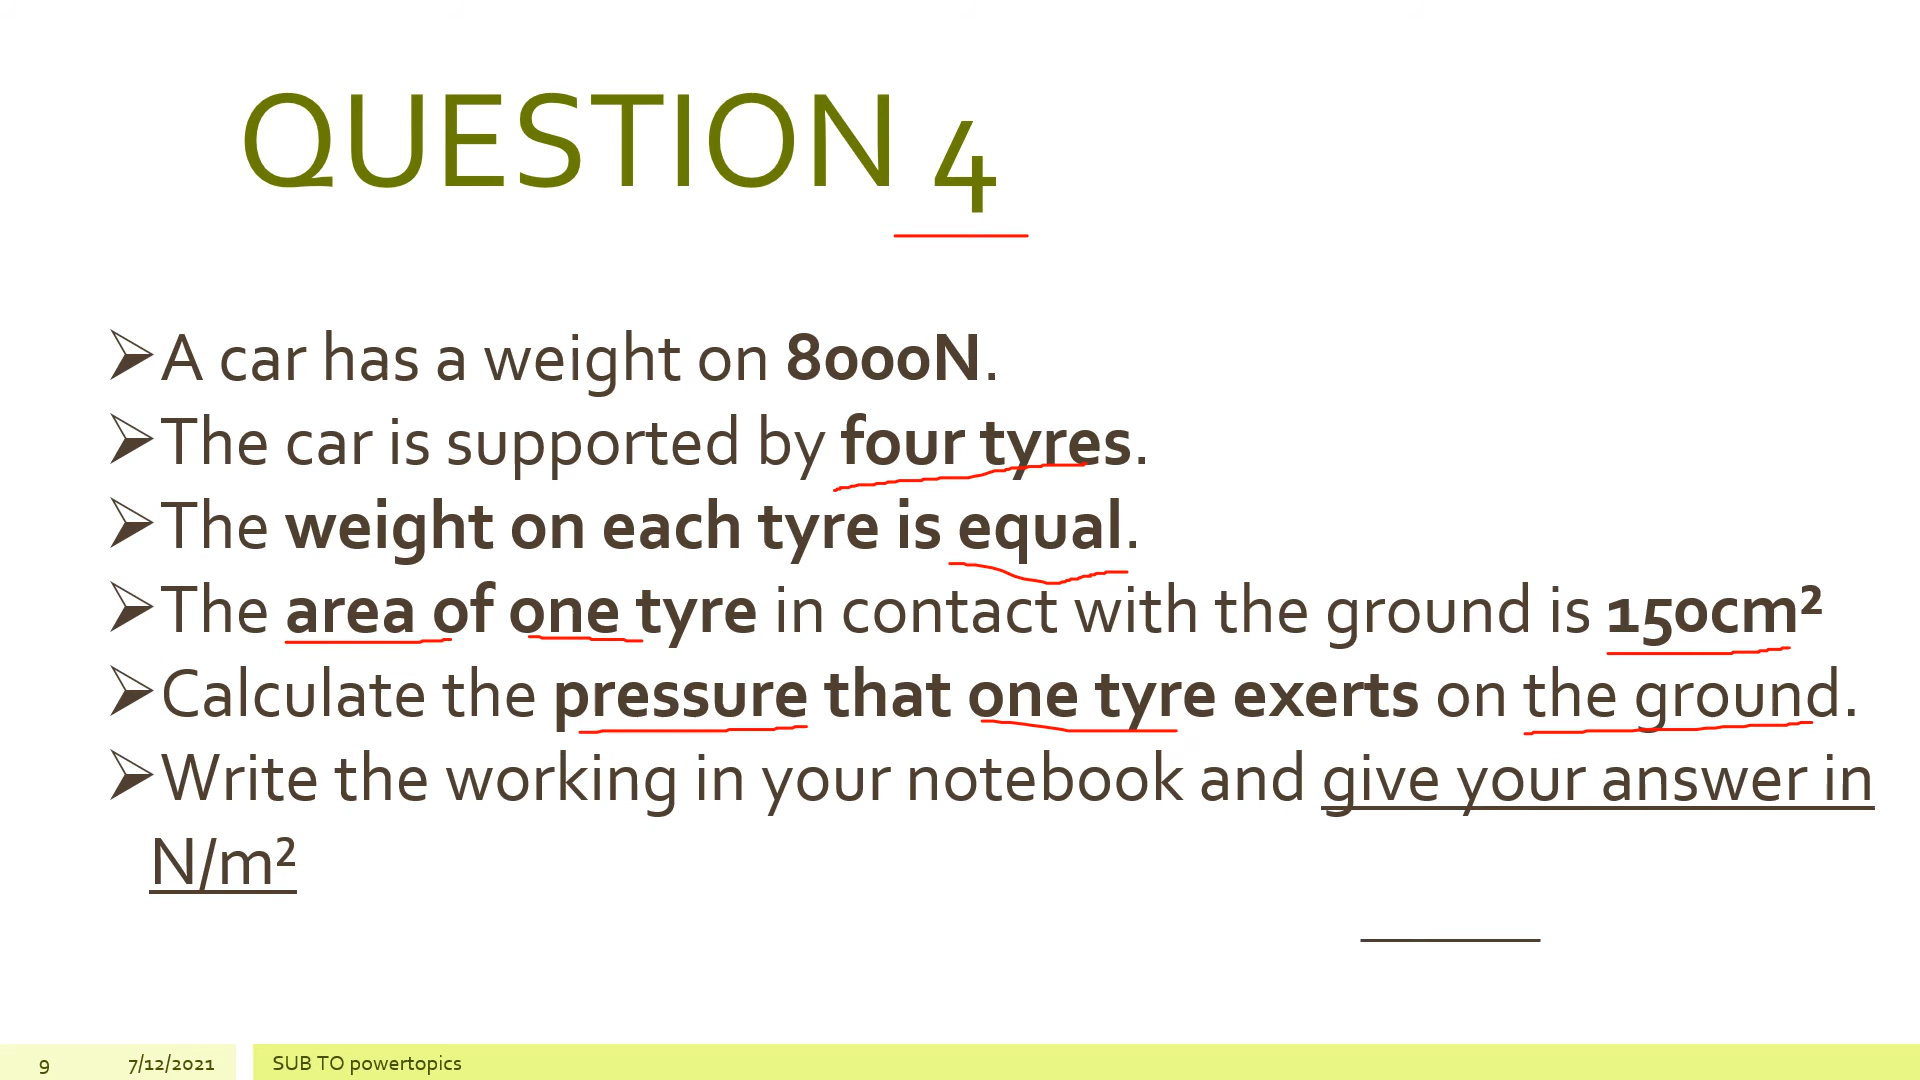 QUESTION 4
➢A car has a weight on 8000N.
➢The car is supported by four tyres.
➢The weight on each tyre is equal.
➢The area of one tyre in contact with the ground is 150cm²
➢Calculate the pressure that one tyre exerts on the ground.
➢Write the working in your notebook and give your answer in
N/m²
9 7/12/2021 SUB TO powertopics